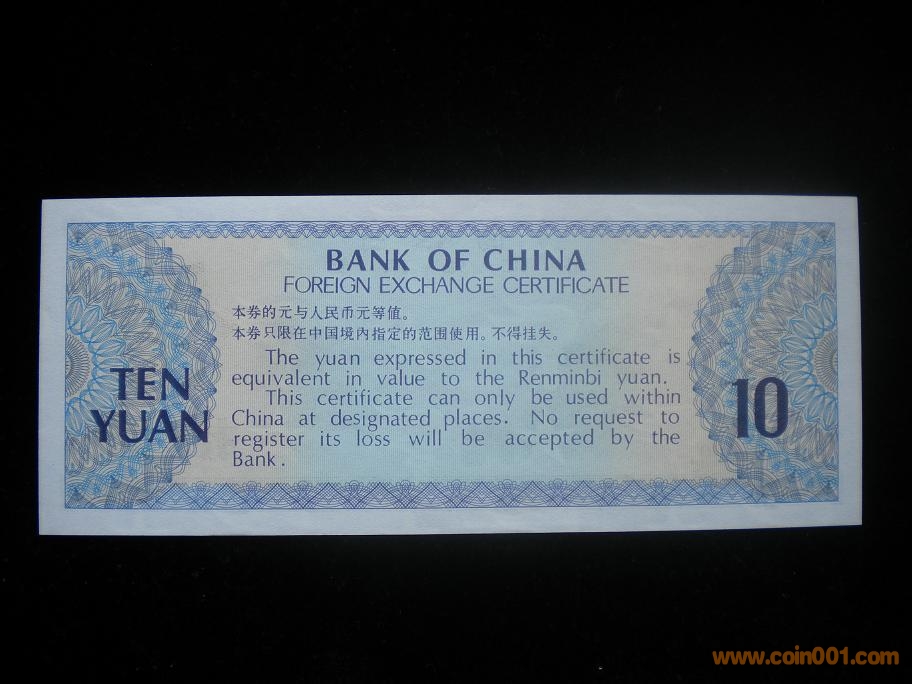 BANK OF CHINA
FOREIGN EXCHANGE CERTIFICATE
本券的元与人民币元等值。
本券只限在中国境内指定的范围使用。不得挂失。
The yuan expressed in this certificate is
equivalent in value to the Renminbi yuan.
This certificate can only be used within
China at designated places. No request to
register its loss will be accepted by the
Bank.
TEN
YUAN
10
www.coin001.com